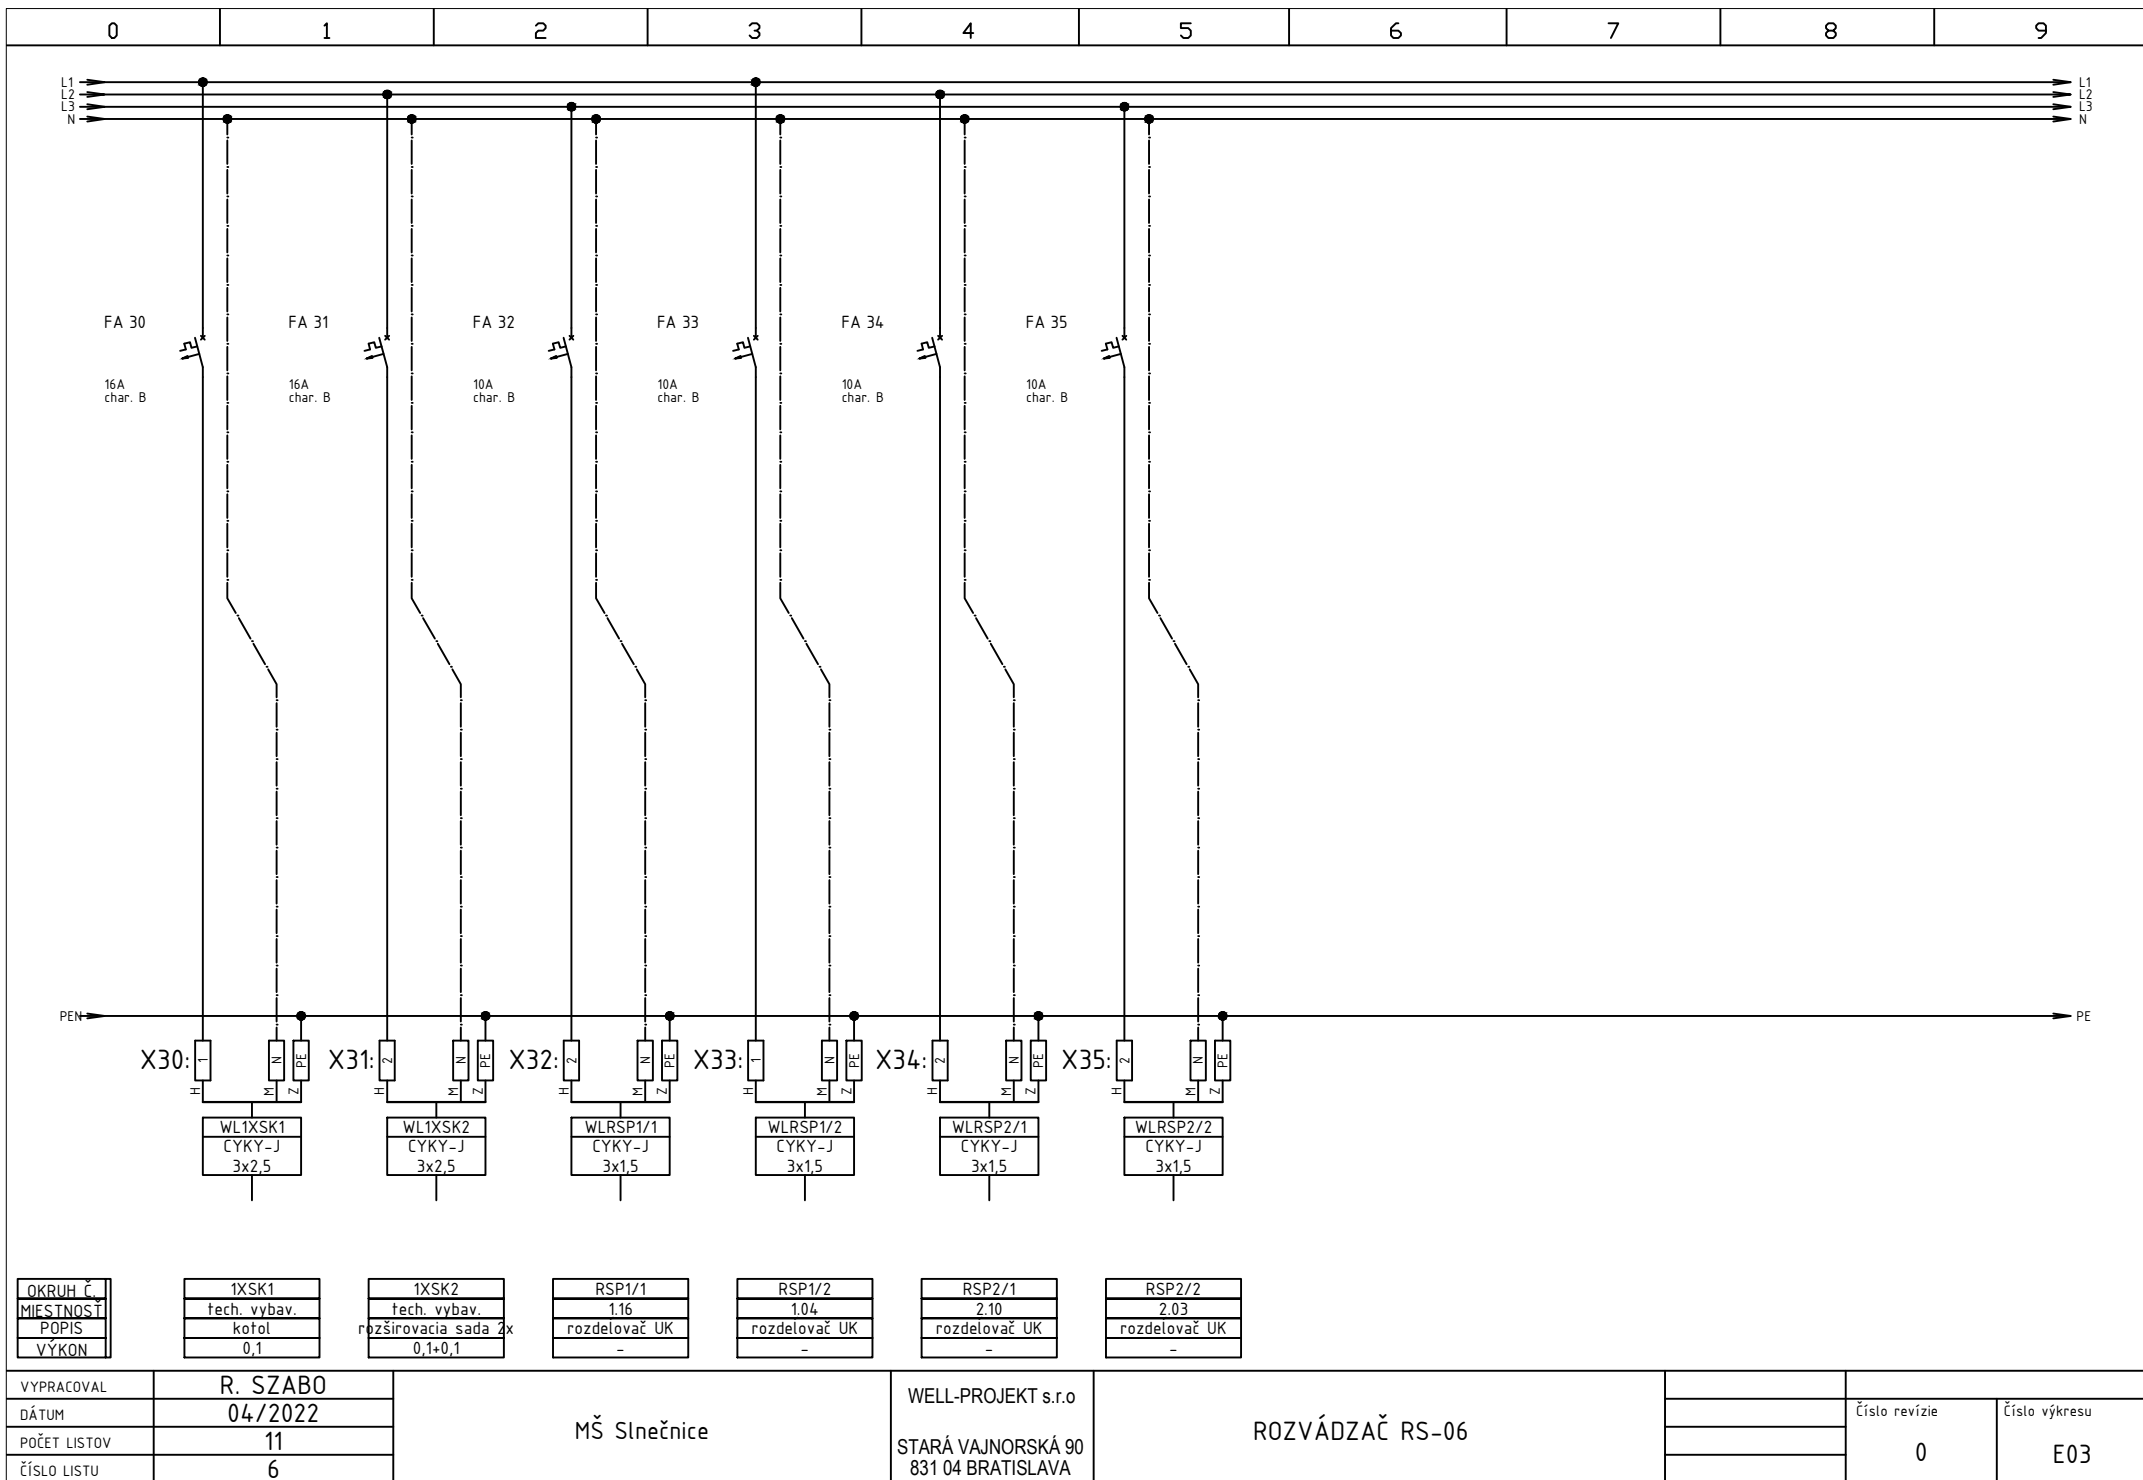 0 1 2 3 4 5 6 7 8 9
L1 L1
L2 L2
L3 L3
N N
FA 30 FA 31 FA 32 FA 33 FA 34 FA 35
16A 16A 10A 10A 10A 10A
char. B char. B char. B char. B char. B char. B
PEN PE
X30: 1 N PE X31: 2 N PE X32: 2 N PE X33: 1 N PE X34: 2 N PE X35: 2 N PE
H M Z H M Z H M Z H M Z H M Z H M Z
WL1XSK1 WL1XSK2 WLRSP1/1 WLRSP1/2 WLRSP2/1 WLRSP2/2
CYKY-J CYKY-J CYKY-J CYKY-J CYKY-J CYKY-J
3x2,5 3x2,5 3x1,5 3x1,5 3x1,5 3x1,5
OKRUH Č. 1XSK1 1XSK2 RSP1/1 RSP1/2 RSP2/1 RSP2/2
MIESTNOSŤ tech. vybav. tech. vybav. 1.16 1.04 2.10 2.03
POPIS kotol rozširovacia sada 2x rozdelovač UK rozdelovač UK rozdelovač UK rozdelovač UK
VÝKON 0,1 0,1+0,1 - - - -
VYPRACOVAL R. SZABO
DÁTUM 04/2022
POČET LISTOV 11
ČÍSLO LISTU 6
MŠ Slnečnice
WELL-PROJEKT s.r.o
STARÁ VAJNORSKÁ 90
831 04 BRATISLAVA
ROZVÁDZAČ RS-06
Číslo revízie
0
Číslo výkresu
E03